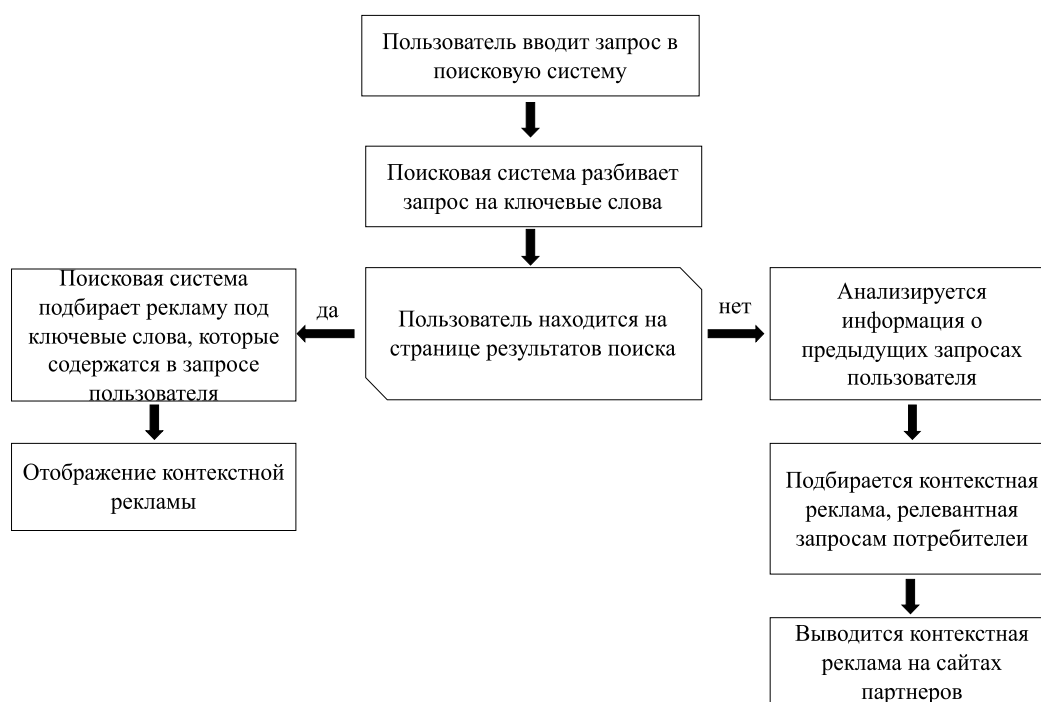 Пользователь вводит запрос в
поисковую систему
Поисковая система разбивает
запрос на ключевые слова
Пользователь находится на
странице результатов поиска
да
нет
Поисковая система
подбирает рекламу под
ключевые слова, которые
содержатся в запросе
пользователя
Отображение контекстной
рекламы
Анализируется
информация о
предыдущих запросах
пользователя
Подбирается контекстная
реклама, релевантная
запросам потребителеи
Выводится контекстная
реклама на сайтах
партнеров